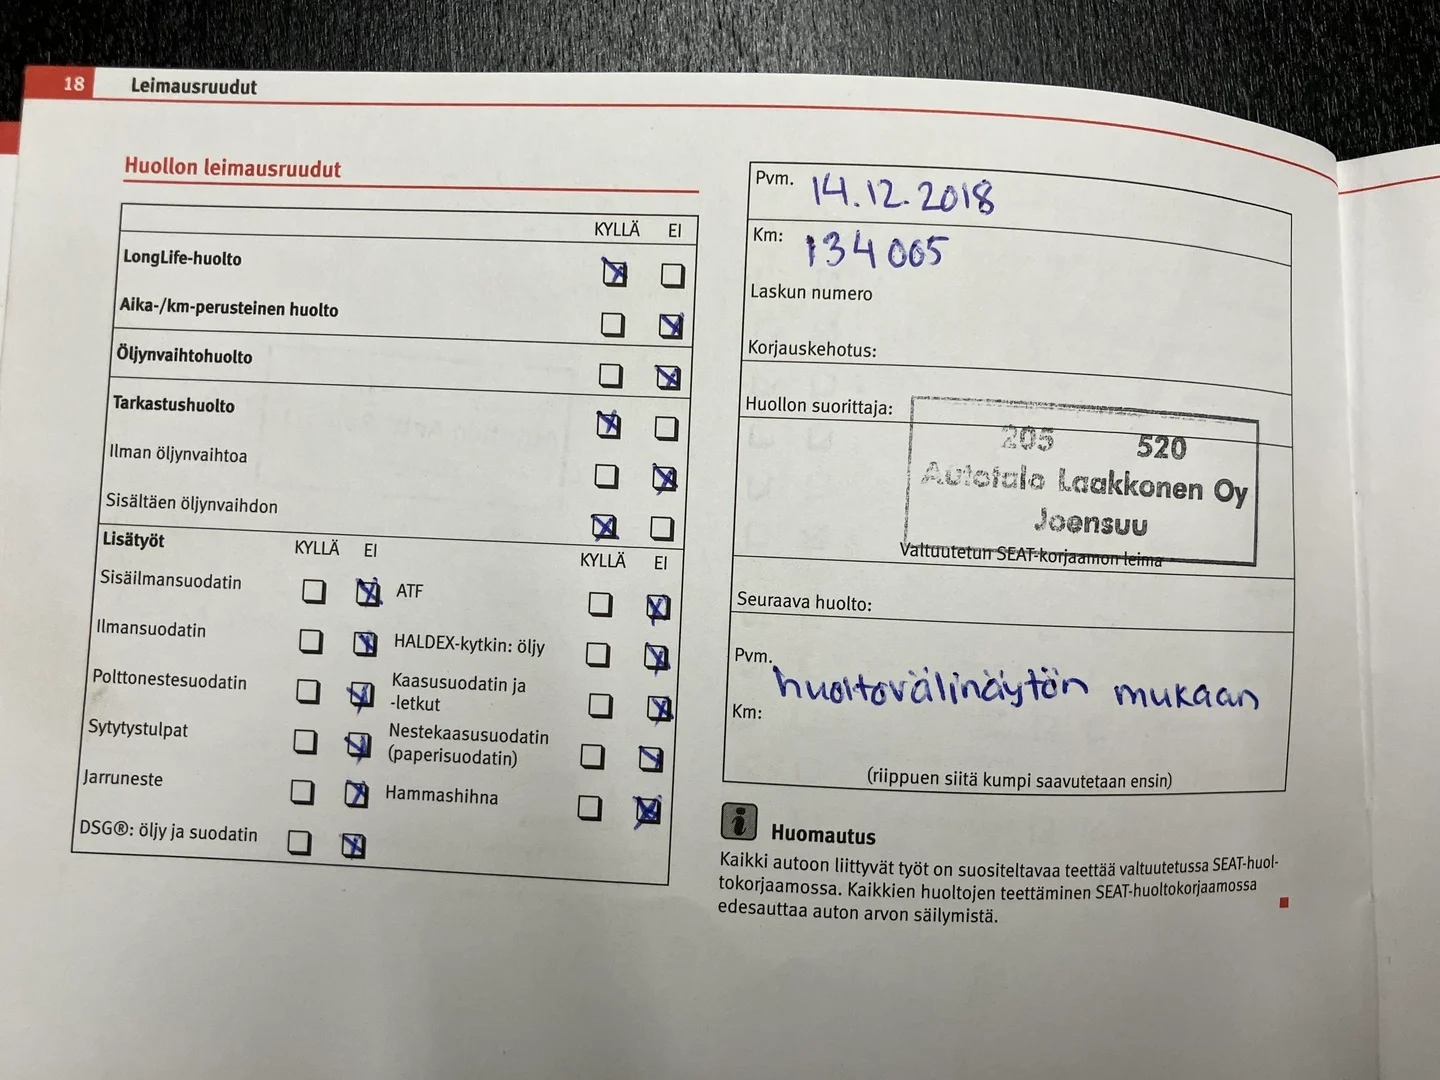 18 Leimausruudut
Huollon leimausruudut
KYLLÄ EI
LongLife-huolto
Aika-/km-perusteinen huolto
Öljynvaihtohuolto
Tarkastushuolto
Ilman öljynvaihtoa
Sisältäen öljynvaihdon
Lisätyöt KYLLÄ EI KYLLÄ EI
Sisäilmansuodatin ATF
Ilmansuodatin HALDEX-kytkin: öljy
Polttonestesuodatin Kaasusuodatin ja
-letkut
Sytytystulpat Nestekaasusuodatin
(paperisuodatin)
Jarruneste Hammashihna
DSG®: öljy ja suodatin
Pvm. 14.12.2018
Km: 134 005
Laskun numero
Korjauskehotus:
Huollon suorittaja:
205 520
Autotalo Laakkonen Oy
Joensuu
Valtuutetun SEAT-korjaamon leima
Seuraava huolto:
Pvm.
huoltovälinäytön mukaan
Km:
(riippuen siitä kumpi saavutetaan ensin)
i Huomautus
Kaikki autoon liittyvät työt on suositeltavaa teettää valtuutetussa SEAT-huol-
tokorjaamossa. Kaikkien huoltojen teettäminen SEAT-huoltokorjaamossa
edesauttaa auton arvon säilymistä.